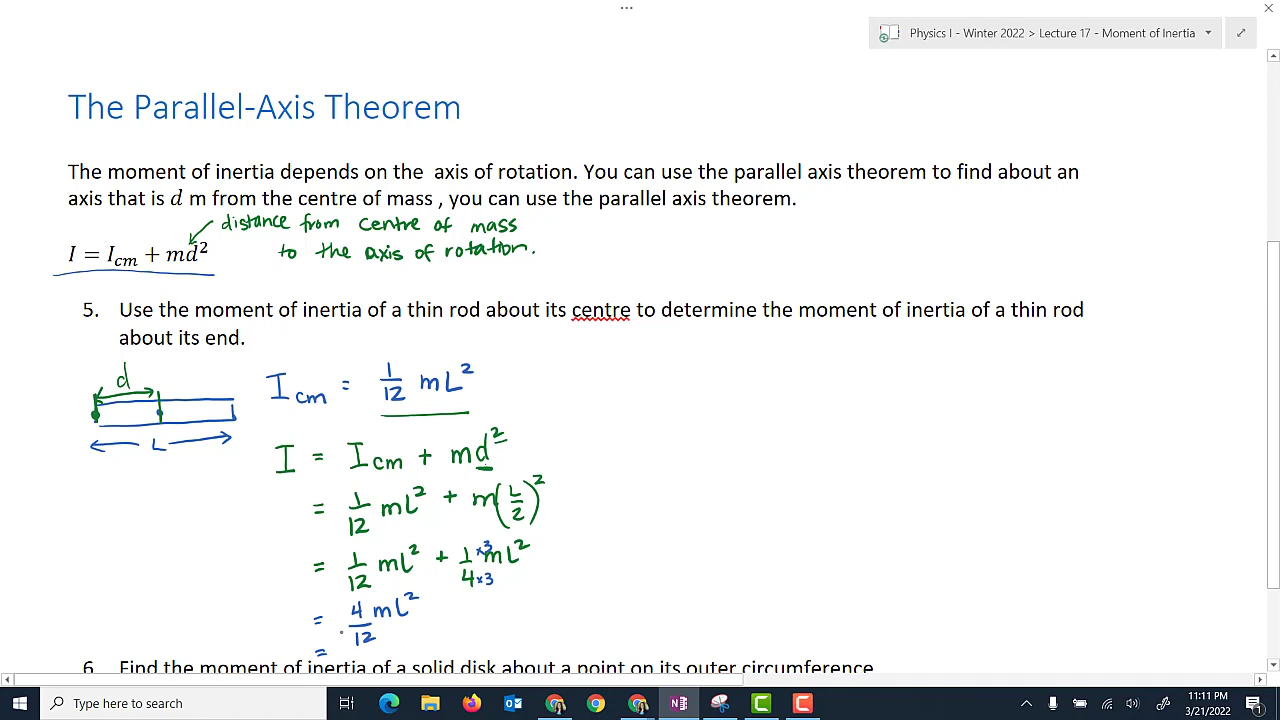 Physics I - Winter 2022 > Lecture 17 - Moment of Inertia
The Parallel-Axis Theorem
The moment of inertia depends on the axis of rotation. You can use the parallel axis theorem to find about an
axis that is d m from the centre of mass , you can use the parallel axis theorem.
distance from centre of mass
to the axis of rotation.
I = I_cm + md²
5. Use the moment of inertia of a thin rod about its centre to determine the moment of inertia of a thin rod
about its end.
d
L
I_cm = 1/12 mL²
I = I_cm + md²
= 1/12 mL² + m(L/2)²
= 1/12 mL² + 1×3/4×3 mL²
= 4/12 mL²
=
6. Find the moment of inertia of a solid disk about a point on its outer circumference
Type here to search
11:11 PM
3/21/2022